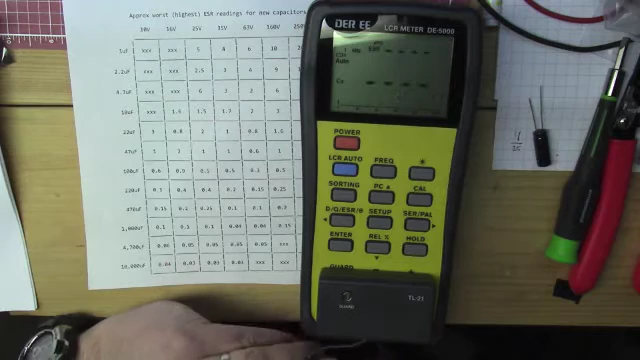 Approx worst (highest) ESR readings for new capacitors
10V 16V 25V 35V 63V 160V 250V
1uF xxx xxx 5 4 6 10
2.2uF xxx xxx 2.5 3 4 9
4.7uF xxx xxx 6 2 6
10uF xxx 1.6 1.5 1.7 2
22uF 3 0.8 2 1 0.8 1.6
47uF 1 2 1 1 0.6 1
100uF 0.6 0.9 0.5 0.5 0.3 0.5
220uF 0.3 0.4 0.4 0.2 0.15 0.25
470uF 0.15 0.2 0.25 0.1 0.1 0.2
1,000uF 0.1 0.1 0.1 0.04 0.04 0.15
4,700uF 0.06 0.05 0.05 0.05 0.05 xxx
10,000uF 0.04 0.03 0.03 0.03 xxx xxx
DER EE
LCR METER DE-5000
Auto
Cs
POWER
LCR AUTO FREQ
SORTING PC▲ CAL
D/Q/ESR/θ SETUP SER/PAL
ENTER REL % HOLD
GUARD
GUARD
TL-21